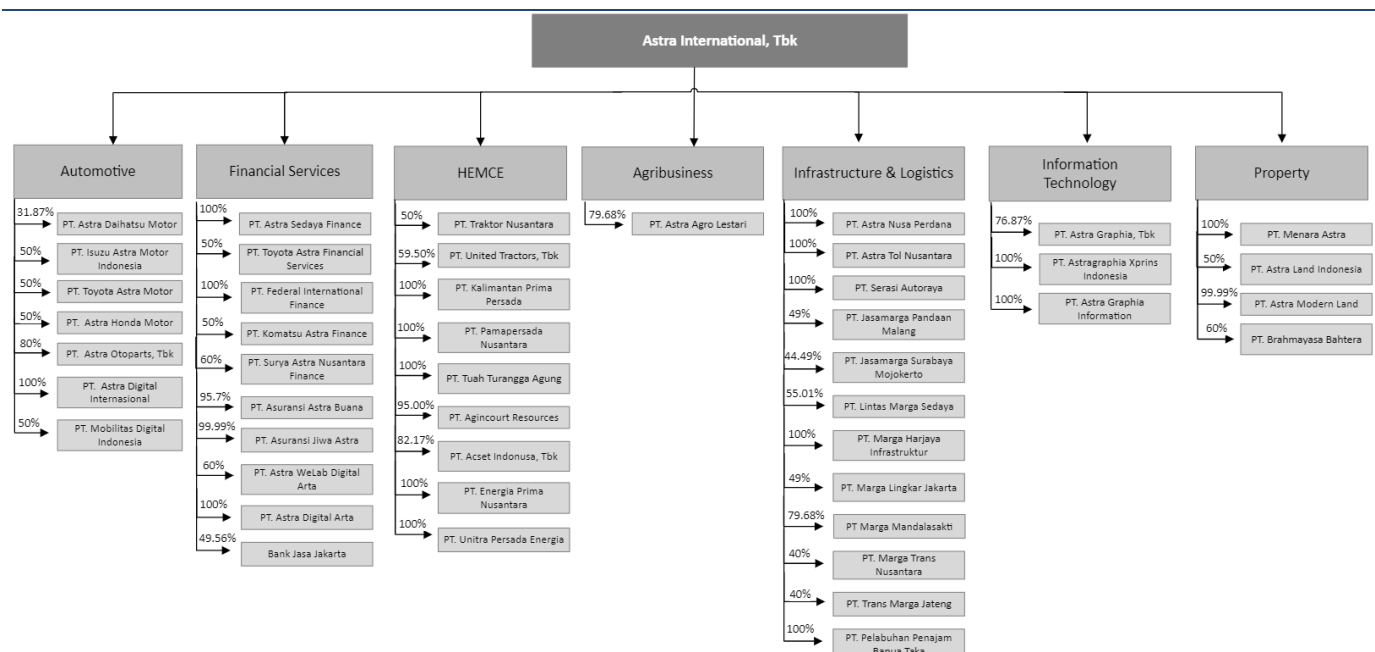 Astra International, Tbk
Automotive
31.87%
PT. Astra Daihatsu Motor
50%
PT. Isuzu Astra Motor
Indonesia
50%
PT. Toyota Astra Motor
50%
PT. Astra Honda Motor
80%
PT. Astra Otoparts, Tbk
100%
PT. Astra Digital
Internasional
50%
PT. Mobilitas Digital
Indonesia
Financial Services
100%
PT. Astra Sedaya Finance
50%
PT. Toyota Astra Financial
Services
100%
PT. Federal International
Finance
50%
PT. Komatsu Astra Finance
60%
PT. Surya Astra Nusantara
Finance
95.7%
PT. Asuransi Astra Buana
99.99%
PT. Asuransi Jiwa Astra
60%
PT. Astra WeLab Digital
Arta
100%
PT. Astra Digital Arta
49.56%
Bank Jasa Jakarta
HEMCE
50%
PT. Traktor Nusantara
59.50%
PT. United Tractors, Tbk
100%
PT. Kalimantan Prima
Persada
100%
PT. Pamapersada
Nusantara
100%
PT. Tuah Turangga Agung
95.00%
PT. Agincourt Resources
82.17%
PT. Acset Indonusa, Tbk
100%
PT. Energia Prima
Nusantara
100%
PT. Unitra Persada Energia
Agribusiness
79.68%
PT. Astra Agro Lestari
Infrastructure & Logistics
100%
PT. Astra Nusa Perdana
100%
PT. Astra Tol Nusantara
100%
PT. Serasi Autoraya
49%
PT. Jasamarga Pandaan
Malang
44.49%
PT. Jasamarga Surabaya
Mojokerto
55.01%
PT. Lintas Marga Sedaya
100%
PT. Marga Harjaya
Infrastruktur
49%
PT. Marga Lingkar Jakarta
79.68%
PT Marga Mandalasakti
40%
PT. Marga Trans
Nusantara
40%
PT. Trans Marga Jateng
100%
PT. Pelabuhan Penajam
Banua Taka
Information
Technology
76.87%
PT. Astra Graphia, Tbk
100%
PT. Astragraphia Xprins
Indonesia
100%
PT. Astra Graphia
Information
Property
100%
PT. Menara Astra
50%
PT. Astra Land Indonesia
99.99%
PT. Astra Modern Land
60%
PT. Brahmayasa Bahtera